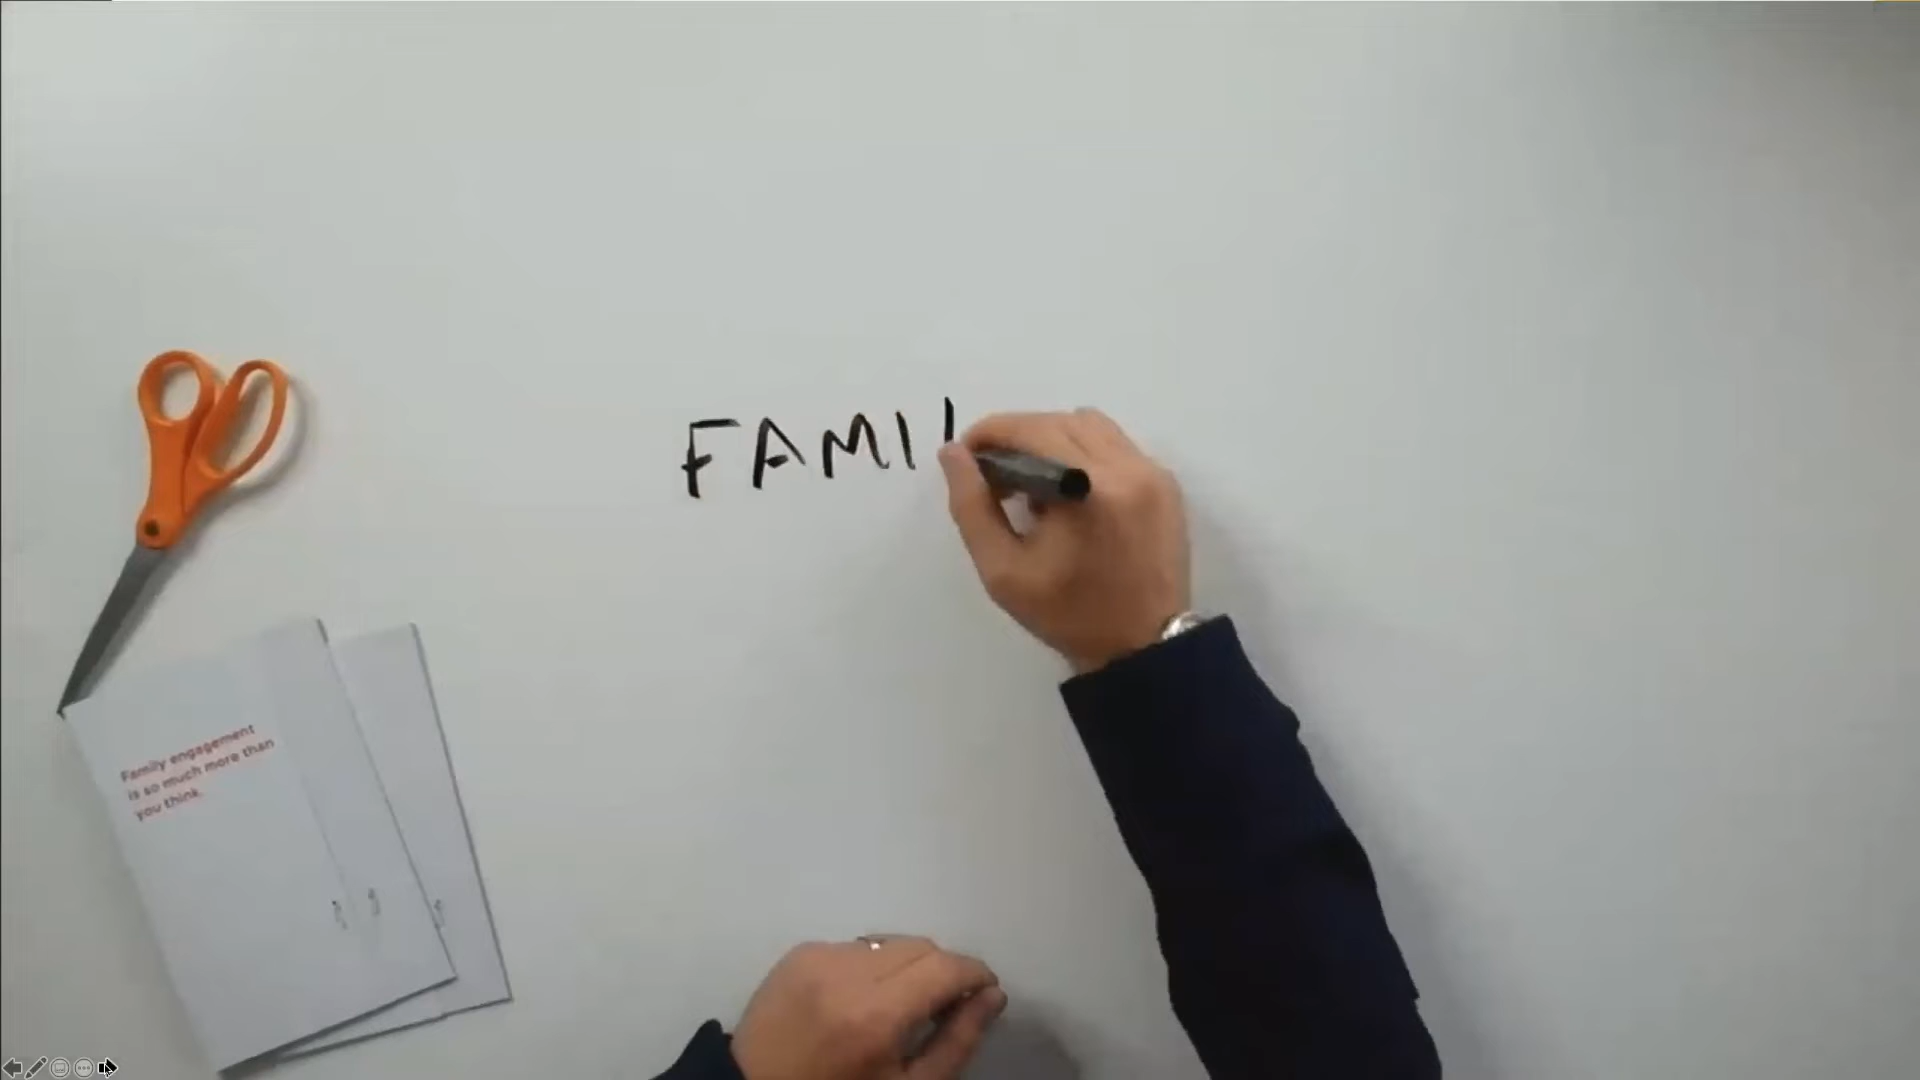 FAMIL
Family engagement
is so much more than
you think.